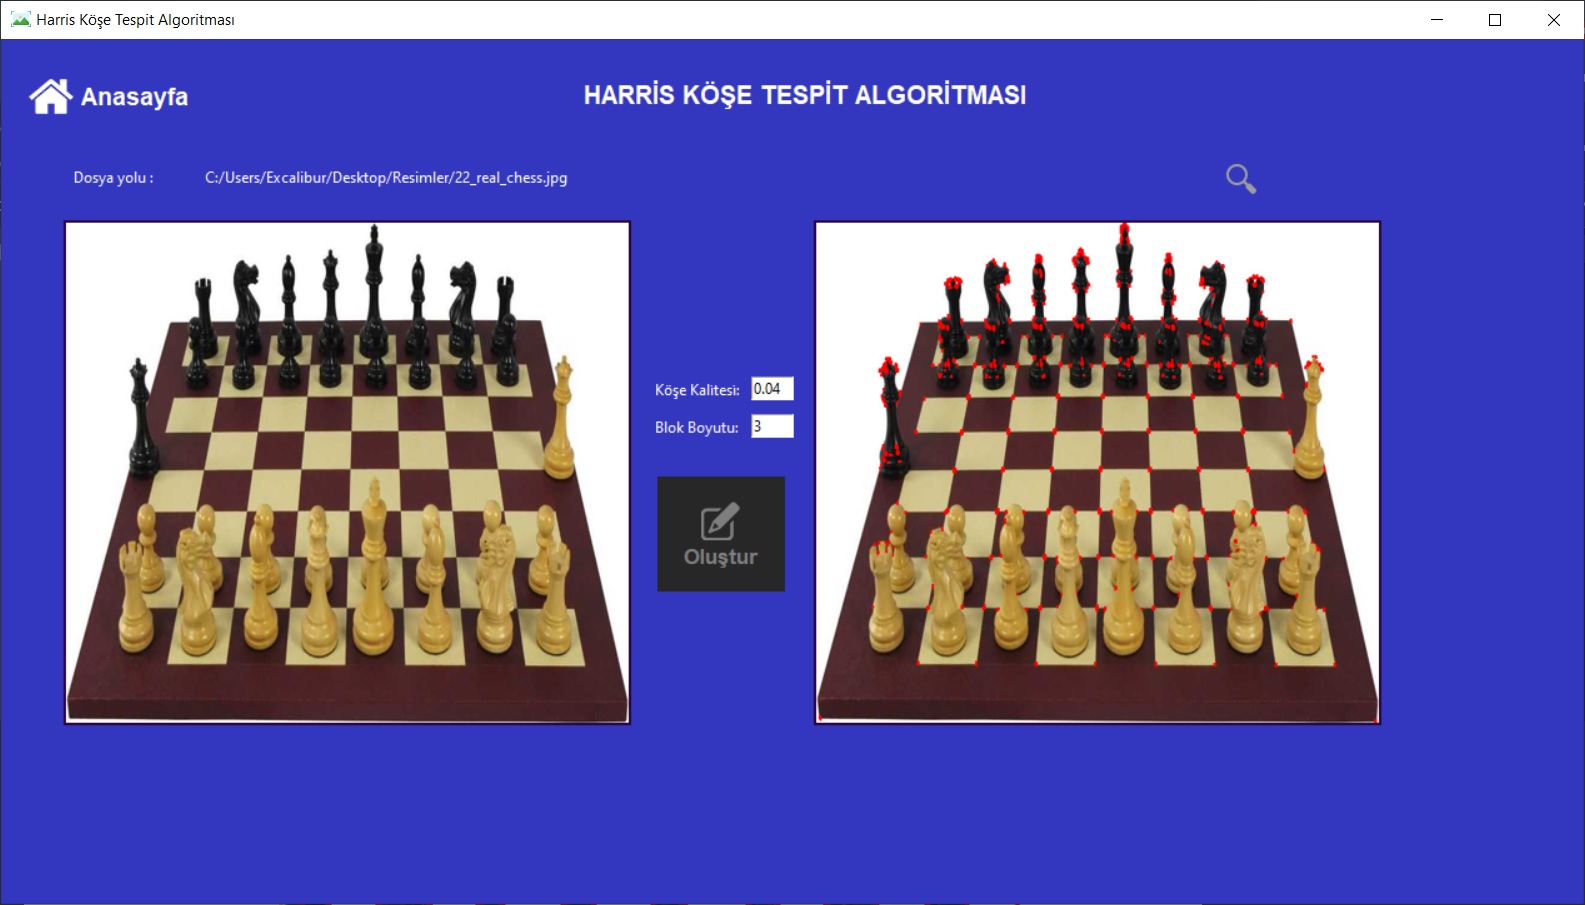 Harris Köşe Tespit Algoritması
Anasayfa
HARRİS KÖŞE TESPİT ALGORİTMASI
Dosya yolu :
C:/Users/Excalibur/Desktop/Resimler/22_real_chess.jpg
Köşe Kalitesi: 0.04
Blok Boyutu: 3
Oluştur